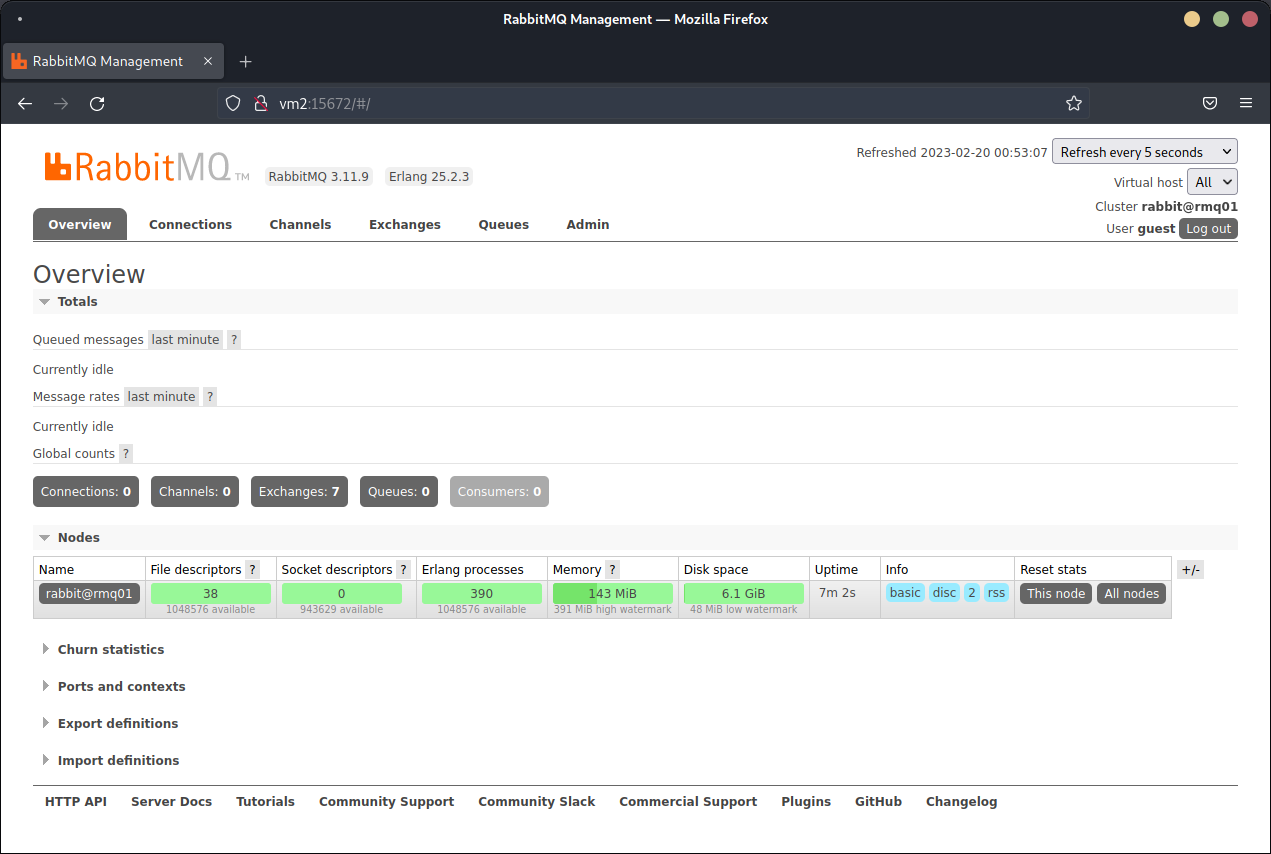 RabbitMQ Management — Mozilla Firefox
RabbitMQ Management
vm2:15672/#/
RabbitMQ TM RabbitMQ 3.11.9 Erlang 25.2.3
Refreshed 2023-02-20 00:53:07 Refresh every 5 seconds
Virtual host All
Cluster rabbit@rmq01
User guest Log out
Overview Connections Channels Exchanges Queues Admin
Overview
Totals
Queued messages last minute ?
Currently idle
Message rates last minute ?
Currently idle
Global counts ?
Connections: 0 Channels: 0 Exchanges: 7 Queues: 0 Consumers: 0
Nodes
Name File descriptors ? Socket descriptors ? Erlang processes Memory ? Disk space Uptime Info Reset stats +/-
rabbit@rmq01 38 0 390 143 MiB 6.1 GiB 7m 2s basic disc 2 rss This node All nodes
1048576 available 943629 available 1048576 available 391 MiB high watermark 48 MiB low watermark
Churn statistics
Ports and contexts
Export definitions
Import definitions
HTTP API Server Docs Tutorials Community Support Community Slack Commercial Support Plugins GitHub Changelog